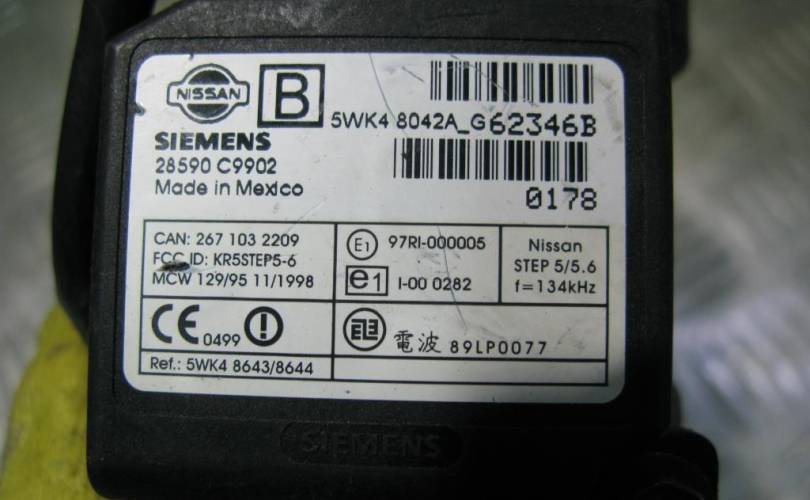 NISSAN
B
5WK4 8042A_G62346B
SIEMENS
28590 C9902
Made in Mexico
0178
CAN: 267 103 2209
FCC ID: KR5STEP5-6
MCW 129/95 11/1998
E1 97RI-000005
e1 I-00 0282
Nissan
STEP 5/5.6
f=134kHz
CE 0499
電波 89LP0077
Ref.: 5WK4 8643/8644
SIEMENS